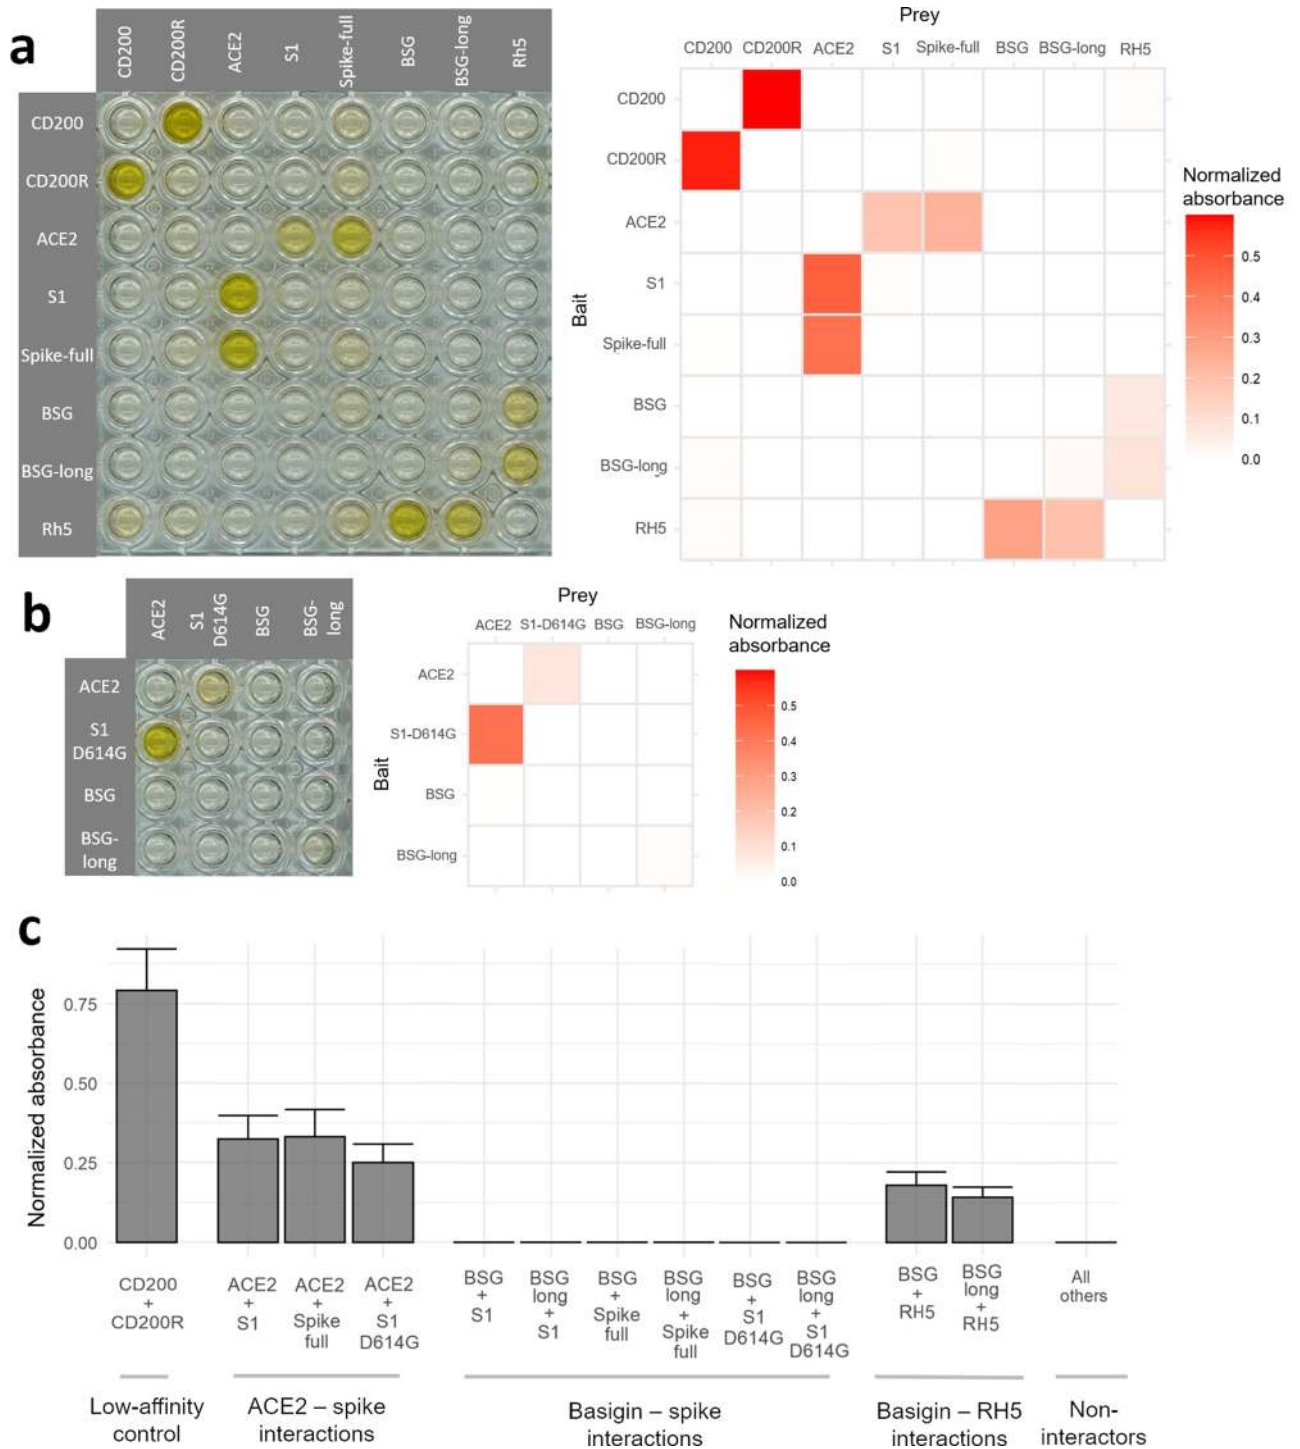 a
CD200 CD200R ACE2 S1 Spike-full BSG BSG-long Rh5
CD200
CD200R
ACE2
S1
Spike-full
BSG
BSG-long
Rh5
Prey
CD200 CD200R ACE2 S1 Spike-full BSG BSG-long RH5
Bait
CD200
CD200R
ACE2
S1
Spike-full
BSG
BSG-long
RH5
Normalized
absorbance
0.5
0.4
0.3
0.2
0.1
0.0
b
ACE2 S1 D614G BSG BSG-long
ACE2
S1
D614G
BSG
BSG-
long
Prey
ACE2 S1-D614G BSG BSG-long
Bait
ACE2
S1-D614G
BSG
BSG-long
Normalized
absorbance
0.5
0.4
0.3
0.2
0.1
0.0
c
Normalized absorbance
0.75
0.50
0.25
0.00
CD200
+
CD200R
ACE2
+
S1
ACE2
+
Spike
full
ACE2
+
S1
D614G
BSG
+
S1
BSG
long
+
S1
BSG
+
Spike
full
BSG
long
+
Spike
full
BSG
+
S1
D614G
BSG
long
+
S1
D614G
BSG
+
RH5
BSG
long
+
RH5
All
others
Low-affinity
control
ACE2 – spike
interactions
Basigin – spike
interactions
Basigin – RH5
interactions
Non-
interactors